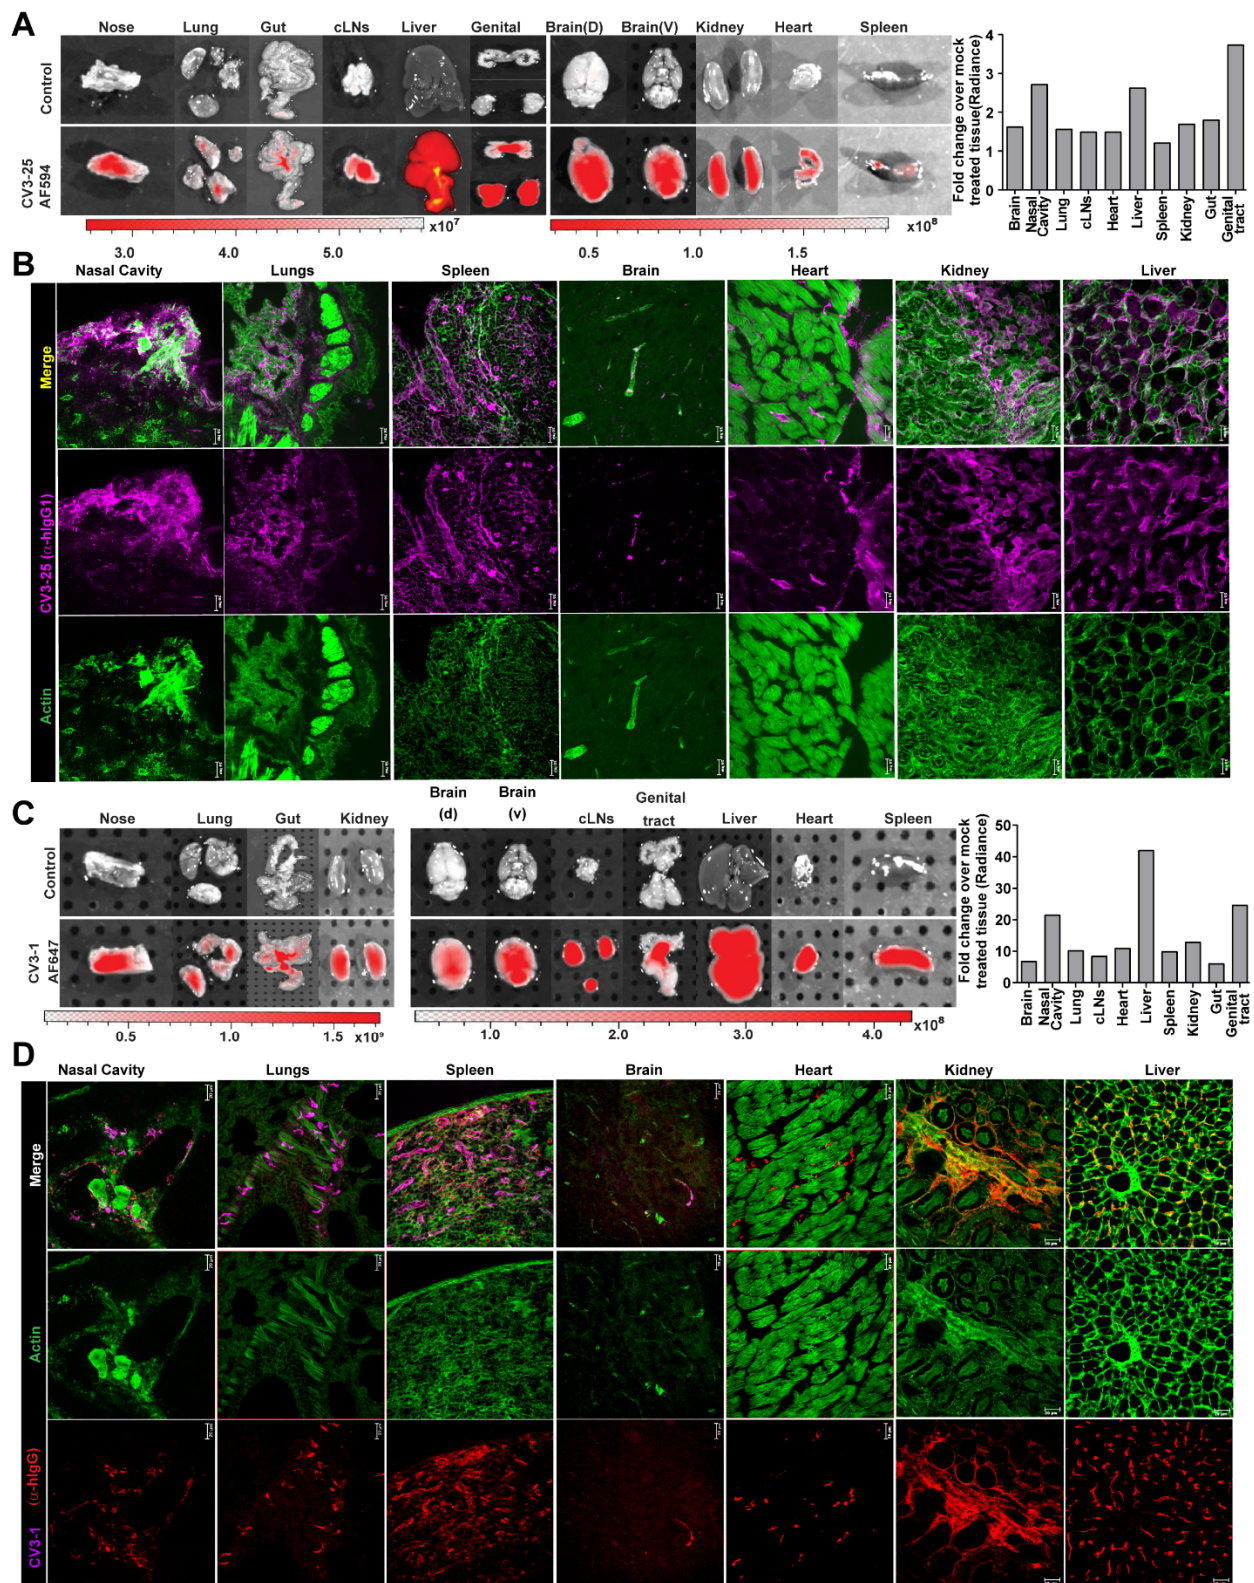 A
Nose Lung Gut cLNs Liver Genital Brain(D) Brain(V) Kidney Heart Spleen
Control
CV3-25
AF594
3.0 4.0 5.0 x10⁷
0.5 1.0 1.5 x10⁸
Fold change over mock
treated tissue(Radiance)
4
3
2
1
0
Brain
Nasal
Cavity
Lung
cLNs
Heart
Liver
Spleen
Kidney
Gut
Genital
tract
B
Nasal Cavity Lungs Spleen Brain Heart Kidney Liver
Merge
CV3-25 (α-hIgG1)
Actin
C
Nose Lung Gut Kidney
Brain
(d)
Brain
(v)
cLNs
Genital
tract
Liver Heart Spleen
Control
CV3-1
AF647
0.5 1.0 1.5 x10⁹
1.0 2.0 3.0 4.0 x10⁸
Fold change over mock
treated tissue (Radiance)
50
40
30
20
10
0
Brain
Nasal
Cavity
Lung
cLNs
Heart
Liver
Spleen
Kidney
Gut
Genital
tract
D
Nasal Cavity Lungs Spleen Brain Heart Kidney Liver
Merge
Actin
CV3-1 (α-hIgG)